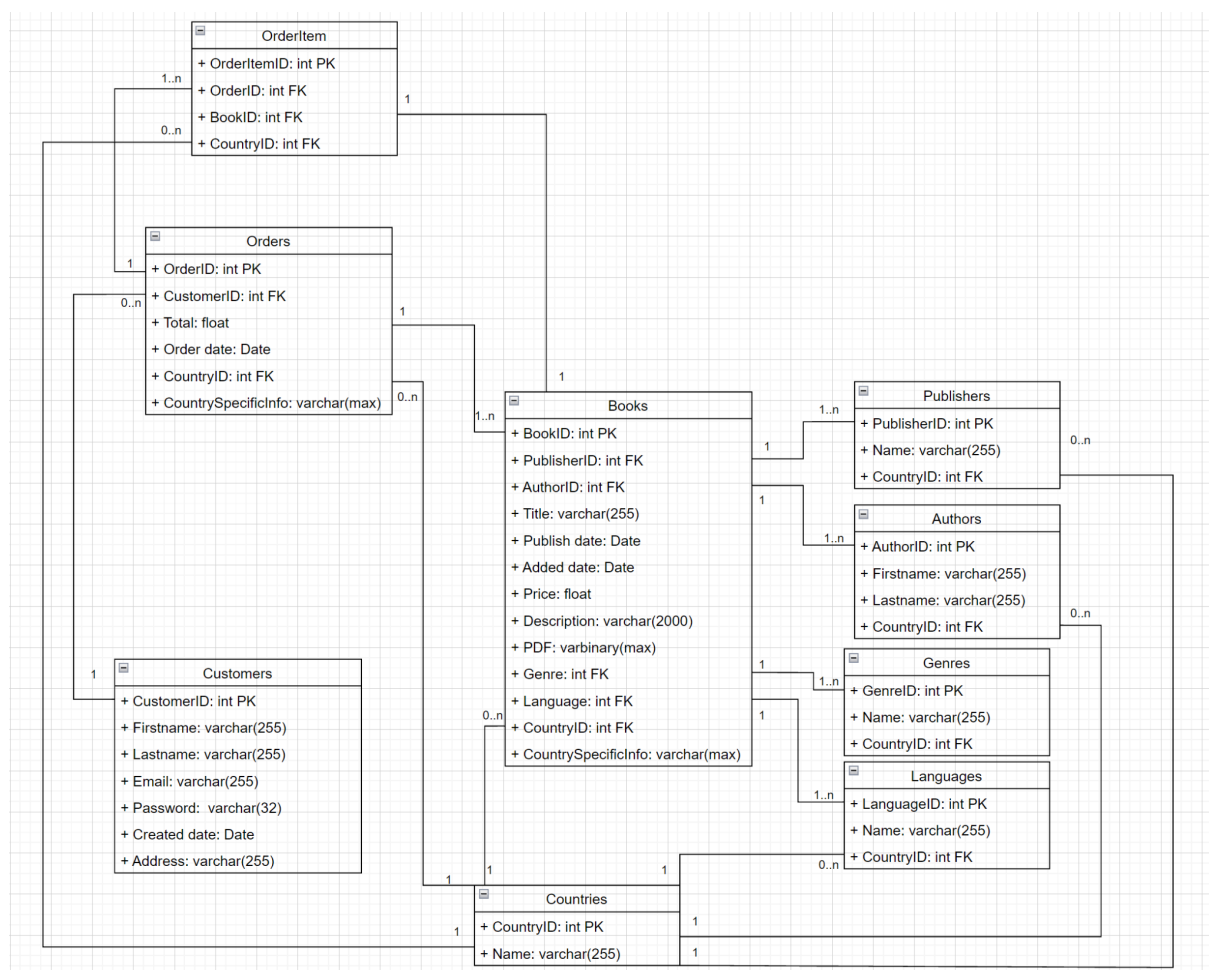 OrderItem
+ OrderItemID: int PK
+ OrderID: int FK
+ BookID: int FK
+ CountryID: int FK
1..n
0..n
1
Orders
+ OrderID: int PK
+ CustomerID: int FK
+ Total: float
+ Order date: Date
+ CountryID: int FK
+ CountrySpecificInfo: varchar(max)
1
0..n
1
0..n
1..n
1
Books
+ BookID: int PK
+ PublisherID: int FK
+ AuthorID: int FK
+ Title: varchar(255)
+ Publish date: Date
+ Added date: Date
+ Price: float
+ Description: varchar(2000)
+ PDF: varbinary(max)
+ Genre: int FK
+ Language: int FK
+ CountryID: int FK
+ CountrySpecificInfo: varchar(max)
0..n
1
1
1
1
Publishers
+ PublisherID: int PK
+ Name: varchar(255)
+ CountryID: int FK
1..n
0..n
Authors
+ AuthorID: int PK
+ Firstname: varchar(255)
+ Lastname: varchar(255)
+ CountryID: int FK
1..n
0..n
Genres
+ GenreID: int PK
+ Name: varchar(255)
+ CountryID: int FK
1..n
Languages
+ LanguageID: int PK
+ Name: varchar(255)
+ CountryID: int FK
1..n
0..n
Customers
+ CustomerID: int PK
+ Firstname: varchar(255)
+ Lastname: varchar(255)
+ Email: varchar(255)
+ Password: varchar(32)
+ Created date: Date
+ Address: varchar(255)
1
Countries
+ CountryID: int PK
+ Name: varchar(255)
1
1
1
1
1
1